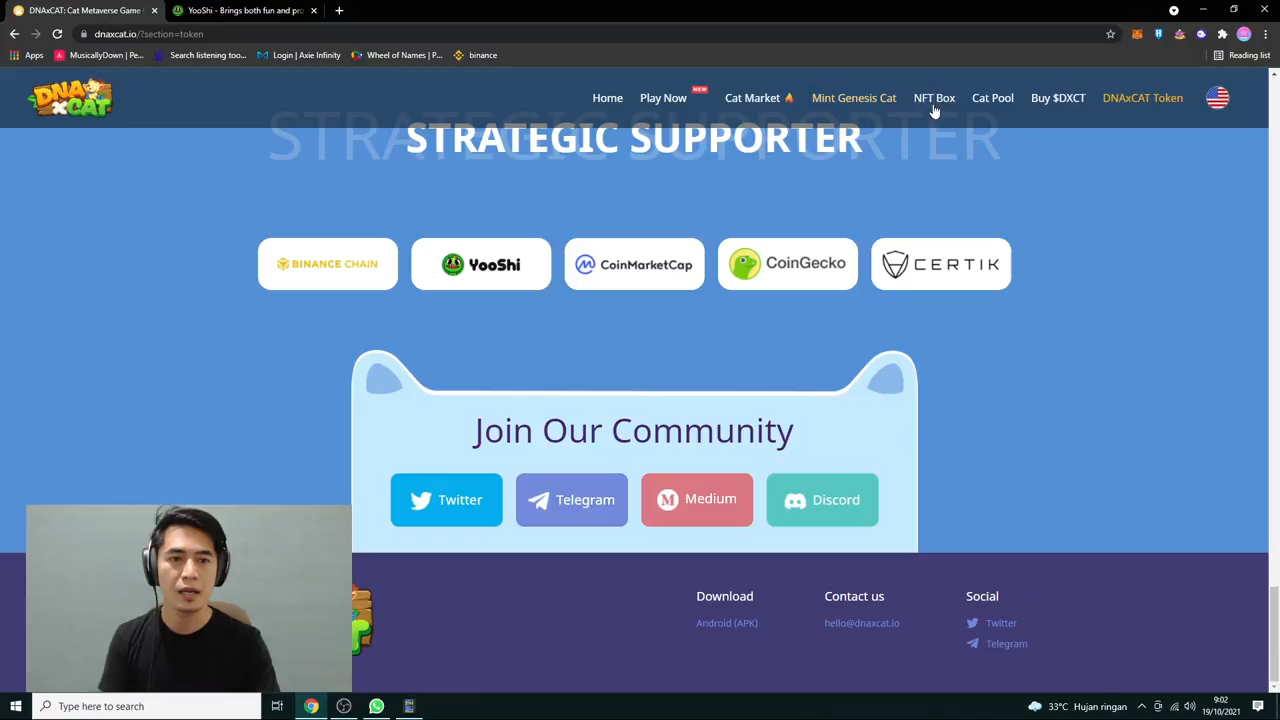 DNAxCAT: Cat Metaverse Game
YooShi - Brings both fun and pro
dnaxcat.io/?section=token
Apps
MusicallyDown | Pe...
Search listening too...
Login | Axie Infinity
Wheel of Names | P...
binance
Reading list
DNA xCAT
Home
Play Now
NEW
Cat Market
Mint Genesis Cat
NFT Box
Cat Pool
Buy $DXCT
DNAxCAT Token
STRATEGIC SUPPORTER
STRATEGIC SUPPORTER
BINANCE CHAIN
YooShi
CoinMarketCap
CoinGecko
CERTIK
Join Our Community
Twitter
Telegram
Medium
Discord
Download
Android (APK)
Contact us
hello@dnaxcat.io
Social
Twitter
Telegram
Type here to search
33°C Hujan ringan
9:02
19/10/2021